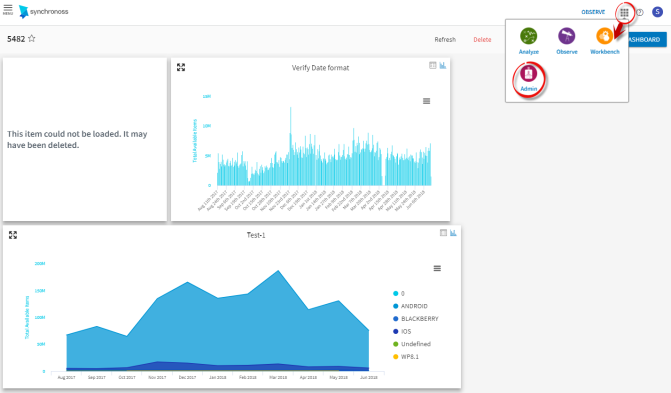 MENU
synchronoss
OBSERVE
S
5482
Refresh
Delete
ASHBOARD
Analyze
Observe
Workbench
Admin
This item could not be loaded. It may
have been deleted.
Verify Date format
Total Available Items
15M
10M
5M
0
Test-1
Total Available Items
200M
150M
100M
50M
0
Aug 2017
Sep 2017
Oct 2017
Nov 2017
Dec 2017
Jan 2018
Feb 2018
Mar 2018
Apr 2018
May 2018
Jun 2018
0
ANDROID
BLACKBERRY
IOS
Undefined
WP8.1